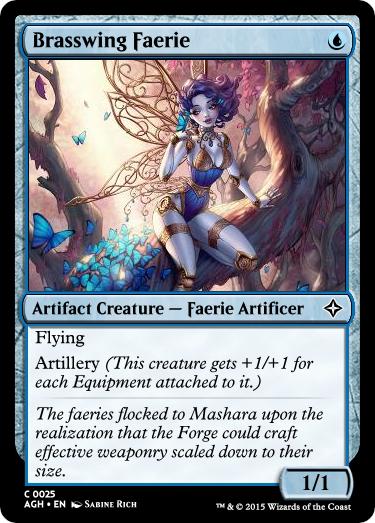 Brasswing Faerie
Artifact Creature — Faerie Artificer
Flying
Artillery (This creature gets +1/+1 for
each Equipment attached to it.)
The faeries flocked to Mashara upon the
realization that the Forge could craft
effective weaponry scaled down to their
size.
1/1
C 0025
AGH • EN Sabine Rich
™ & © 2015 Wizards of the Coast